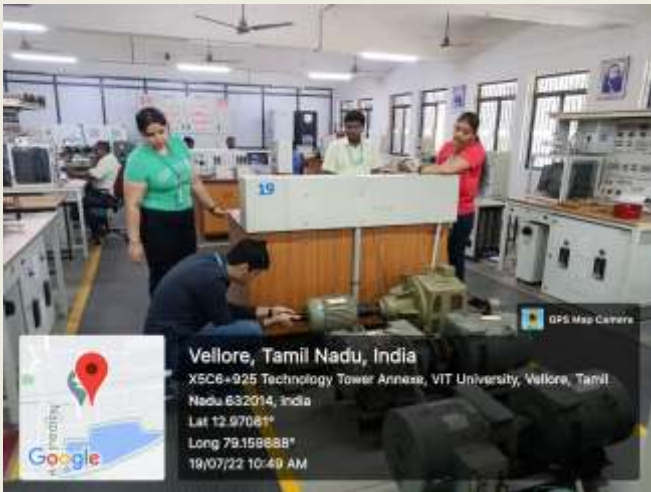 19
GPS Map Camera
Vellore, Tamil Nadu, India
X5C6+925 Technology Tower Annexe, VIT University, Vellore, Tamil
Nadu 632014, India
Lat 12.97061°
Long 79.159888°
19/07/22 10:49 AM
Google